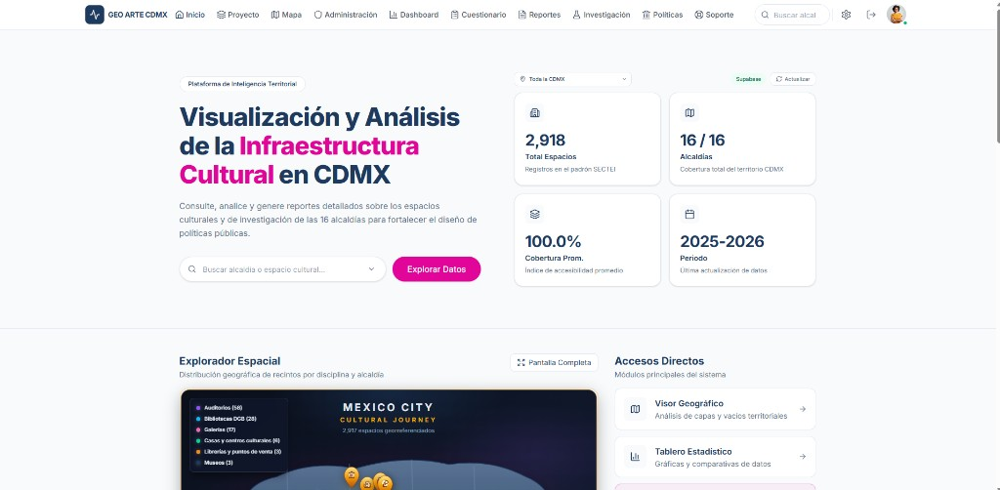 GEO ARTE CDMX
Inicio
Proyecto
Mapa
Administración
Dashboard
Cuestionario
Reportes
Investigación
Políticas
Soporte
Buscar alcal
Plataforma de Inteligencia Territorial
Visualización y Análisis
de la Infraestructura
Cultural en CDMX
Consulte, analice y genere reportes detallados sobre los espacios
culturales y de investigación de las 16 alcaldías para fortalecer el diseño de
políticas públicas.
Buscar alcaldía o espacio cultural...
Explorar Datos
Toda la CDMX
Supabase
Actualizar
2,918
Total Espacios
Registros en el padrón SECTEI
16 / 16
Alcaldías
Cobertura total del territorio CDMX
100.0%
Cobertura Prom.
Índice de accesibilidad promedio
2025-2026
Periodo
Última actualización de datos
Explorador Espacial
Distribución geográfica de recintos por disciplina y alcaldía
Pantalla Completa
Auditorios (58)
Bibliotecas DGB (28)
Galerías (17)
Casas y centros culturales (6)
Librerías y puntos de venta (3)
Museos (3)
MEXICO CITY
CULTURAL JOURNEY
2,917 espacios georreferenciados
Accesos Directos
Módulos principales del sistema
Visor Geográfico
Análisis de capas y vacíos territoriales
Tablero Estadístico
Gráficas y comparativas de datos